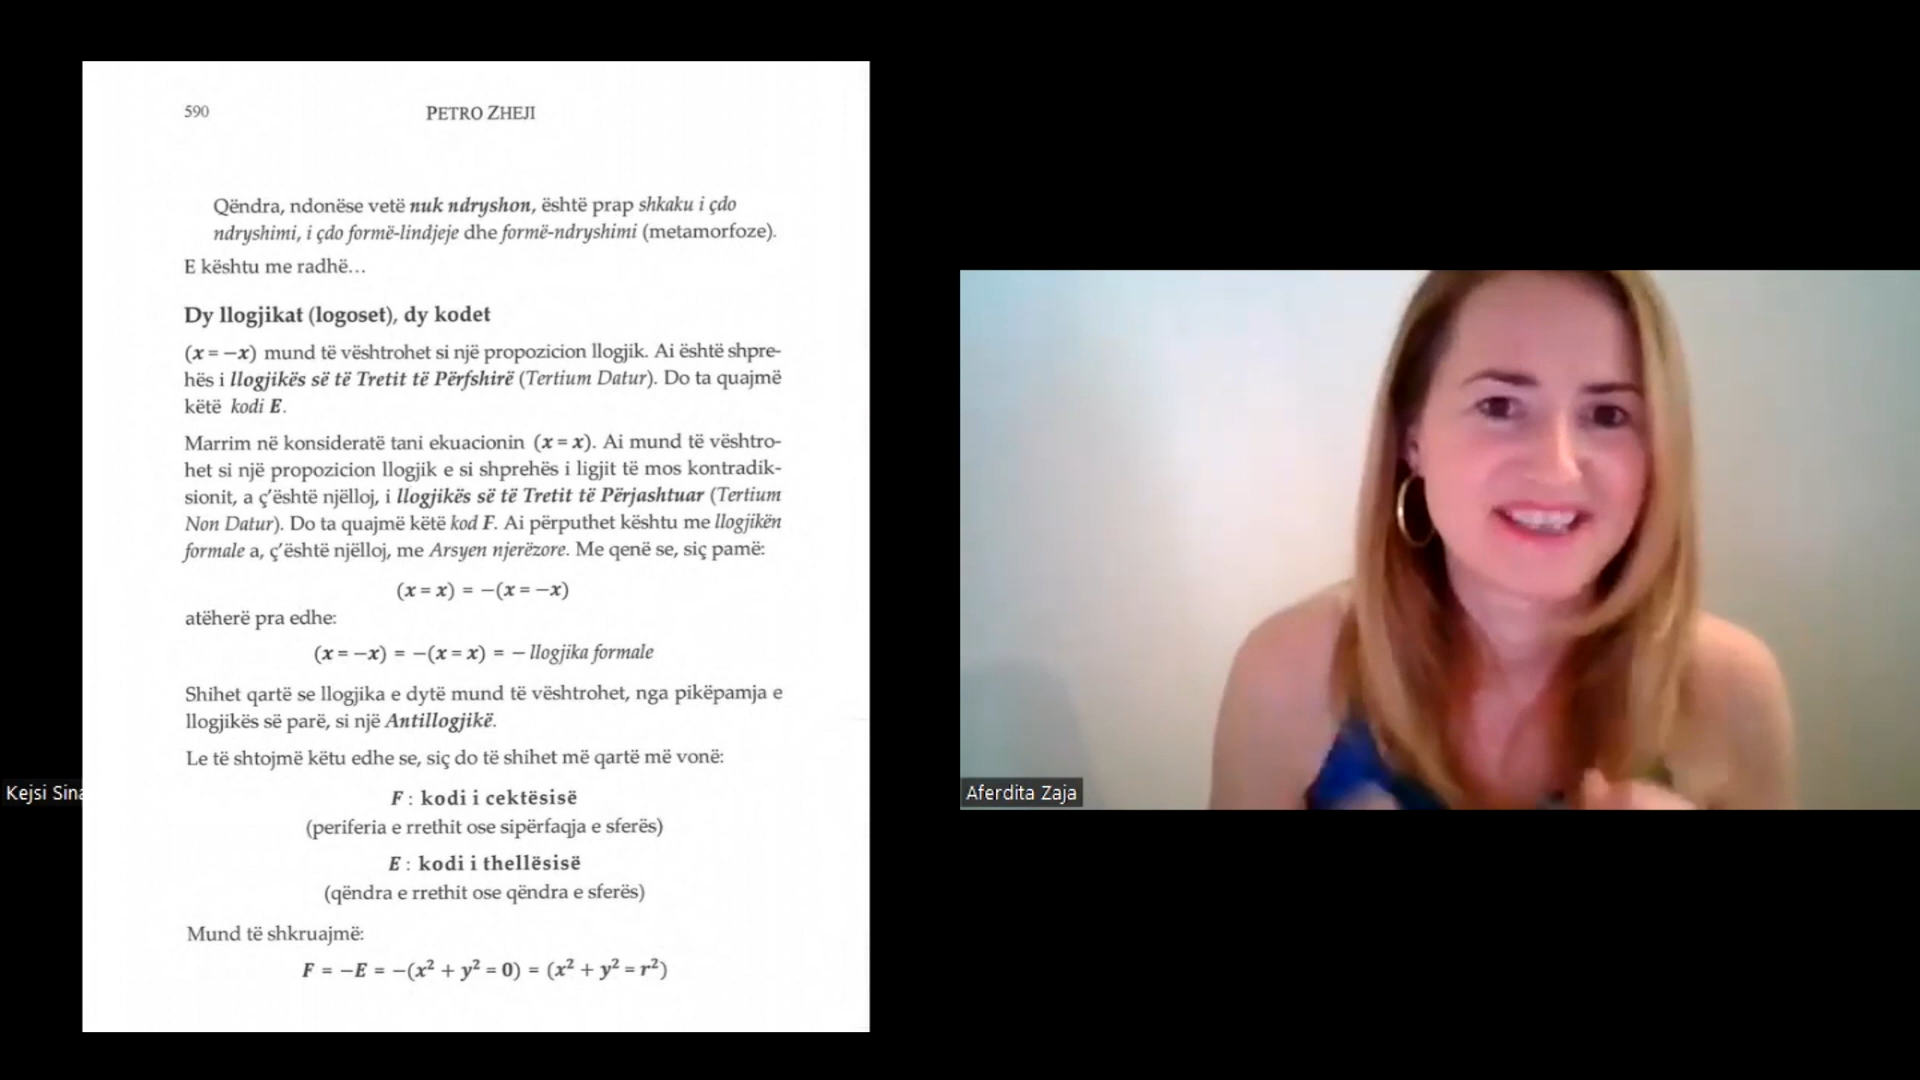 590
PETRO ZHEJI
Qëndra, ndonëse vetë nuk ndryshon, është prap shkaku i çdo
ndryshimi, i çdo formë-lindjeje dhe formë-ndryshimi (metamorfoze).
E kështu me radhë...
Dy llogjikat (logoset), dy kodet
(x = −x) mund të vështrohet si një propozicion llogjik. Ai është shpre-
hës i llogjikës së të Tretit të Përfshirë (Tertium Datur). Do ta quajmë
këtë kodi E.
Marrim në konsideratë tani ekuacionin (x = x). Ai mund të vështro-
het si një propozicion llogjik e si shprehës i ligjit të mos kontradik-
sionit, a ç’është njëlloj, i llogjikës së të Tretit të Përjashtuar (Tertium
Non Datur). Do ta quajmë këtë kod F. Ai përputhet kështu me llogjikën
formale a, ç’është njëlloj, me Arsyen njerëzore. Me qenë se, siç pamë:
(x = x) = −(x = −x)
atëherë pra edhe:
(x = −x) = −(x = x) = − llogjika formale
Shihet qartë se llogjika e dytë mund të vështrohet, nga pikëpamja e
llogjikës së parë, si një Antillogjikë.
Le të shtojmë këtu edhe se, siç do të shihet më qartë më vonë:
F : kodi i cektësisë
(periferia e rrethit ose sipërfaqja e sferës)
E : kodi i thellësisë
(qëndra e rrethit ose qëndra e sferës)
Mund të shkruajmë:
F = −E = −(x² + y² = 0) = (x² + y² = r²)
Kejsi Sina
Aferdita Zaja